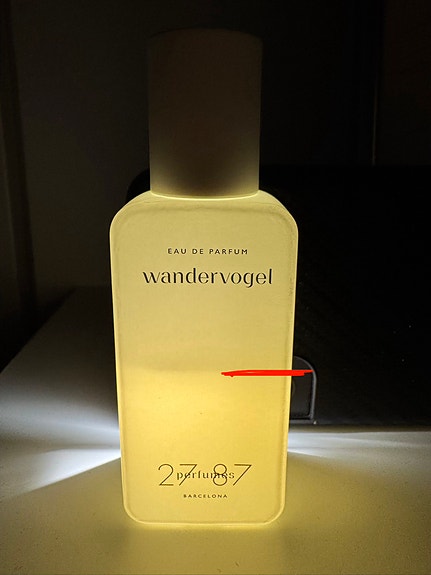 EAU DE PARFUM
wandervogel
27 87
perfumes
BARCELONA